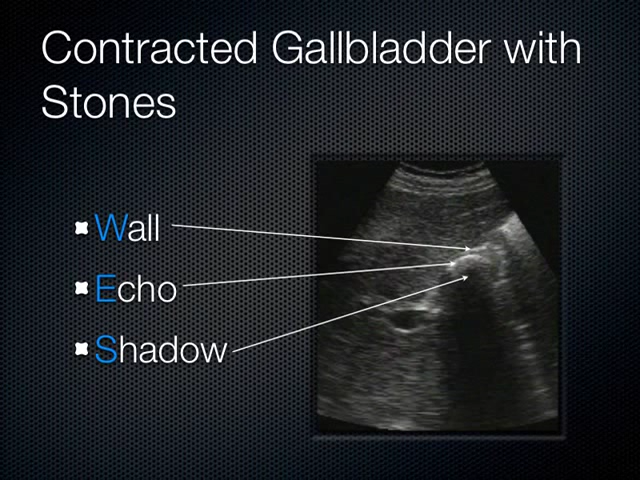 Contracted Gallbladder with
Stones
Wall
Echo
Shadow